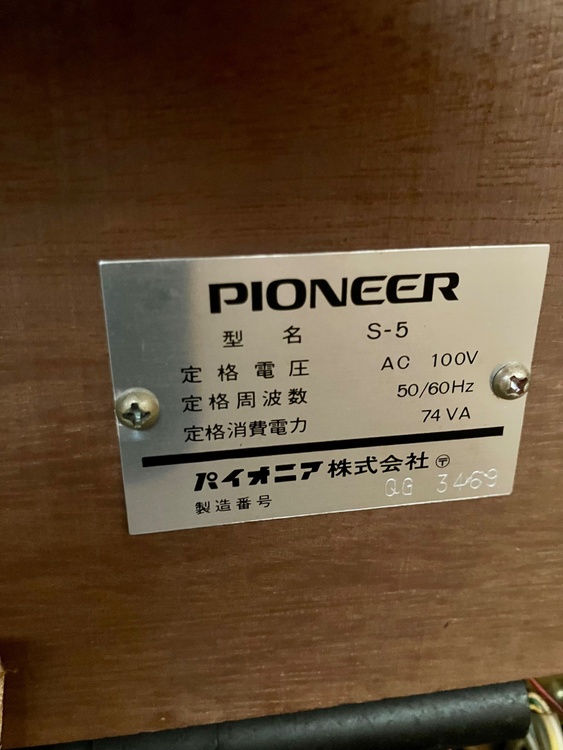 PIONEER
型名 S-5
定格電圧 AC 100V
定格周波数 50/60Hz
定格消費電力 74VA
パイオニア株式会社 〶
製造番号 QG 3469